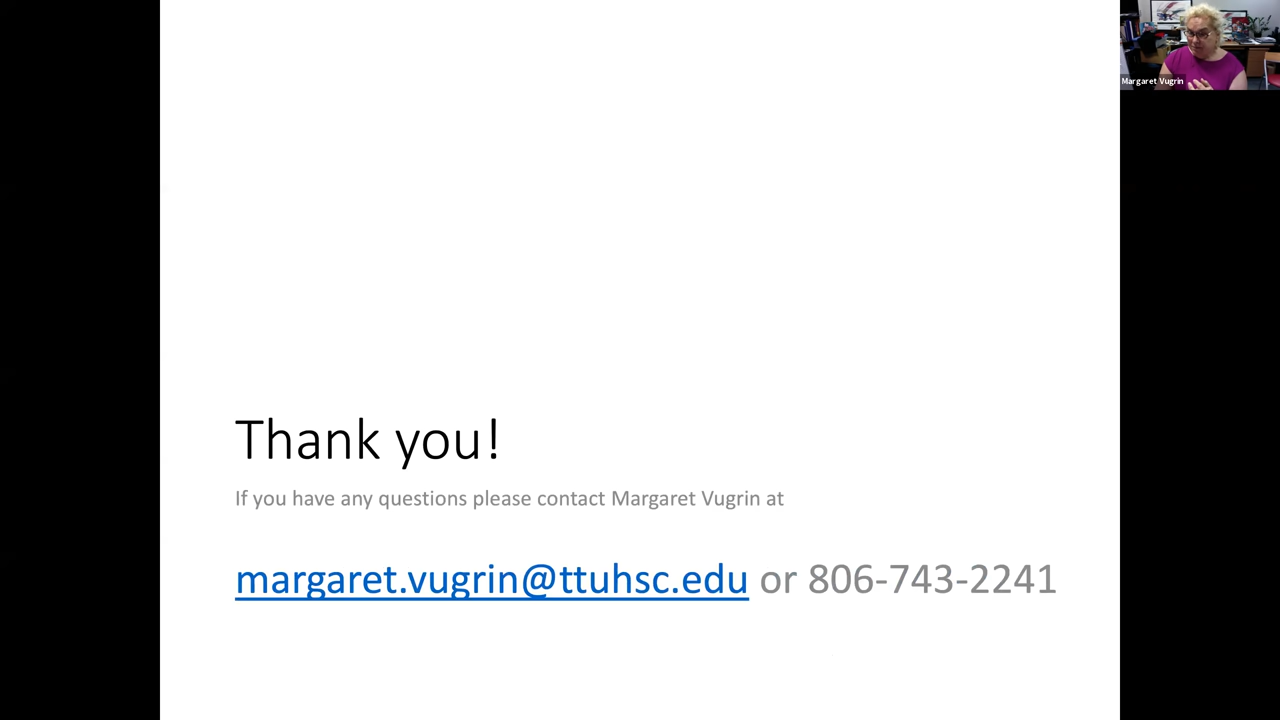 Margaret Vugrin
Thank you!
If you have any questions please contact Margaret Vugrin at
margaret.vugrin@ttuhsc.edu or 806-743-2241